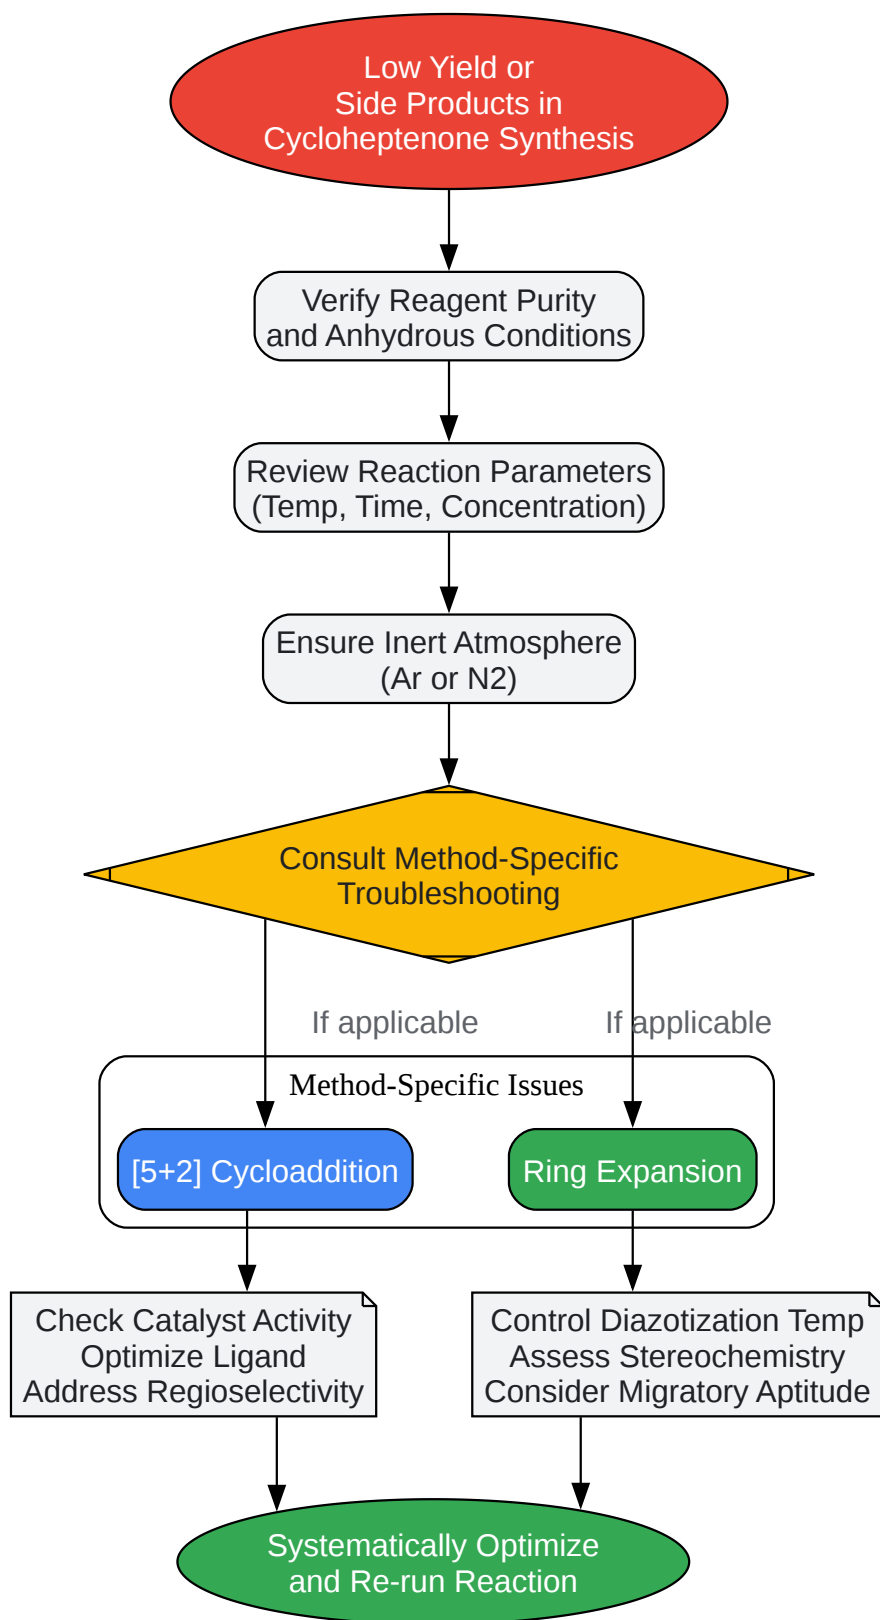 Low Yield or
Side Products in
Cycloheptenone Synthesis
Verify Reagent Purity
and Anhydrous Conditions
Review Reaction Parameters
(Temp, Time, Concentration)
Ensure Inert Atmosphere
(Ar or N2)
Consult Method-Specific
Troubleshooting
If applicable
If applicable
Method-Specific Issues
[5+2] Cycloaddition
Ring Expansion
Check Catalyst Activity
Optimize Ligand
Address Regioselectivity
Control Diazotization Temp
Assess Stereochemistry
Consider Migratory Aptitude
Systematically Optimize
and Re-run Reaction